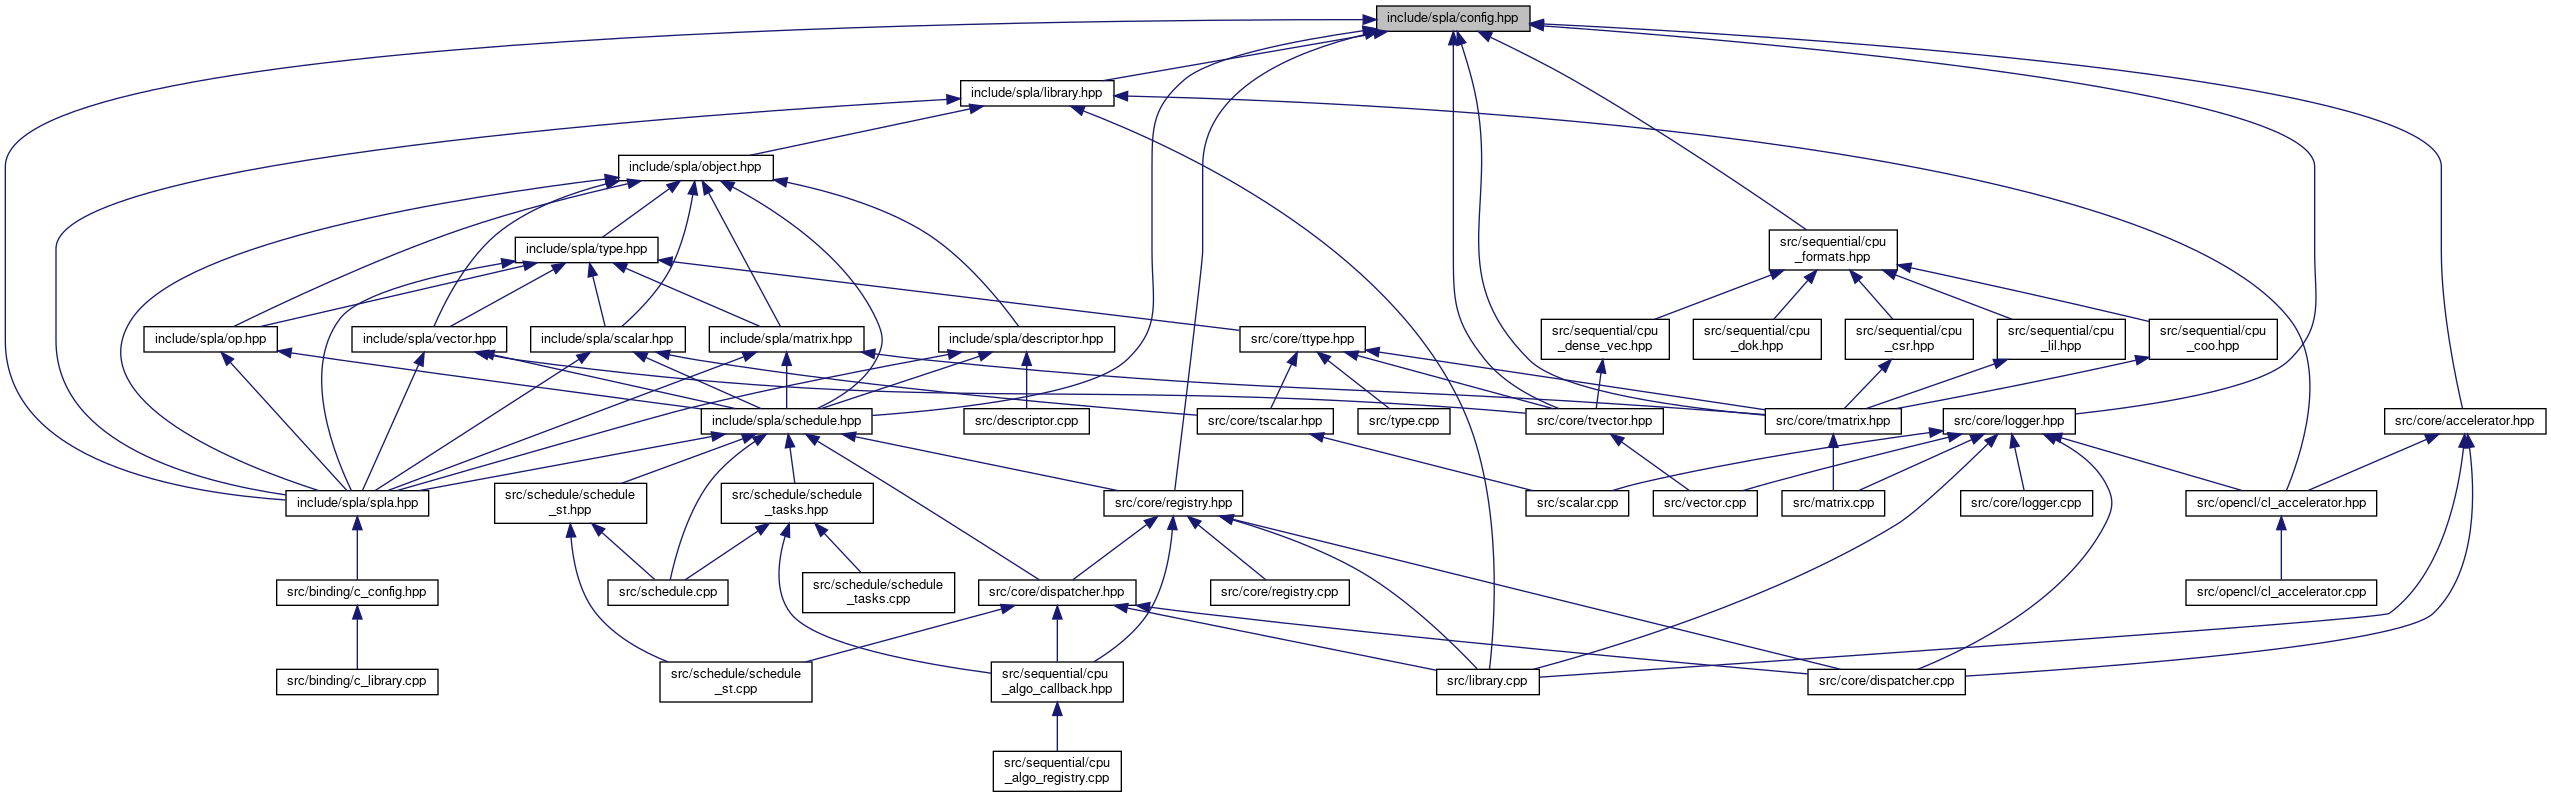 include/spla/config.hpp
include/spla/library.hpp
include/spla/object.hpp
include/spla/type.hpp
src/sequential/cpu
_formats.hpp
include/spla/op.hpp
include/spla/vector.hpp
include/spla/scalar.hpp
include/spla/matrix.hpp
include/spla/descriptor.hpp
src/core/ttype.hpp
src/sequential/cpu
_dense_vec.hpp
src/sequential/cpu
_dok.hpp
src/sequential/cpu
_csr.hpp
src/sequential/cpu
_lil.hpp
src/sequential/cpu
_coo.hpp
include/spla/schedule.hpp
src/descriptor.cpp
src/core/tscalar.hpp
src/type.cpp
src/core/tvector.hpp
src/core/tmatrix.hpp
src/core/logger.hpp
src/core/accelerator.hpp
include/spla/spla.hpp
src/schedule/schedule
_st.hpp
src/schedule/schedule
_tasks.hpp
src/core/registry.hpp
src/scalar.cpp
src/vector.cpp
src/matrix.cpp
src/core/logger.cpp
src/opencl/cl_accelerator.hpp
src/binding/c_config.hpp
src/schedule.cpp
src/schedule/schedule
_tasks.cpp
src/core/dispatcher.hpp
src/core/registry.cpp
src/opencl/cl_accelerator.cpp
src/binding/c_library.cpp
src/schedule/schedule
_st.cpp
src/sequential/cpu
_algo_callback.hpp
src/library.cpp
src/core/dispatcher.cpp
src/sequential/cpu
_algo_registry.cpp